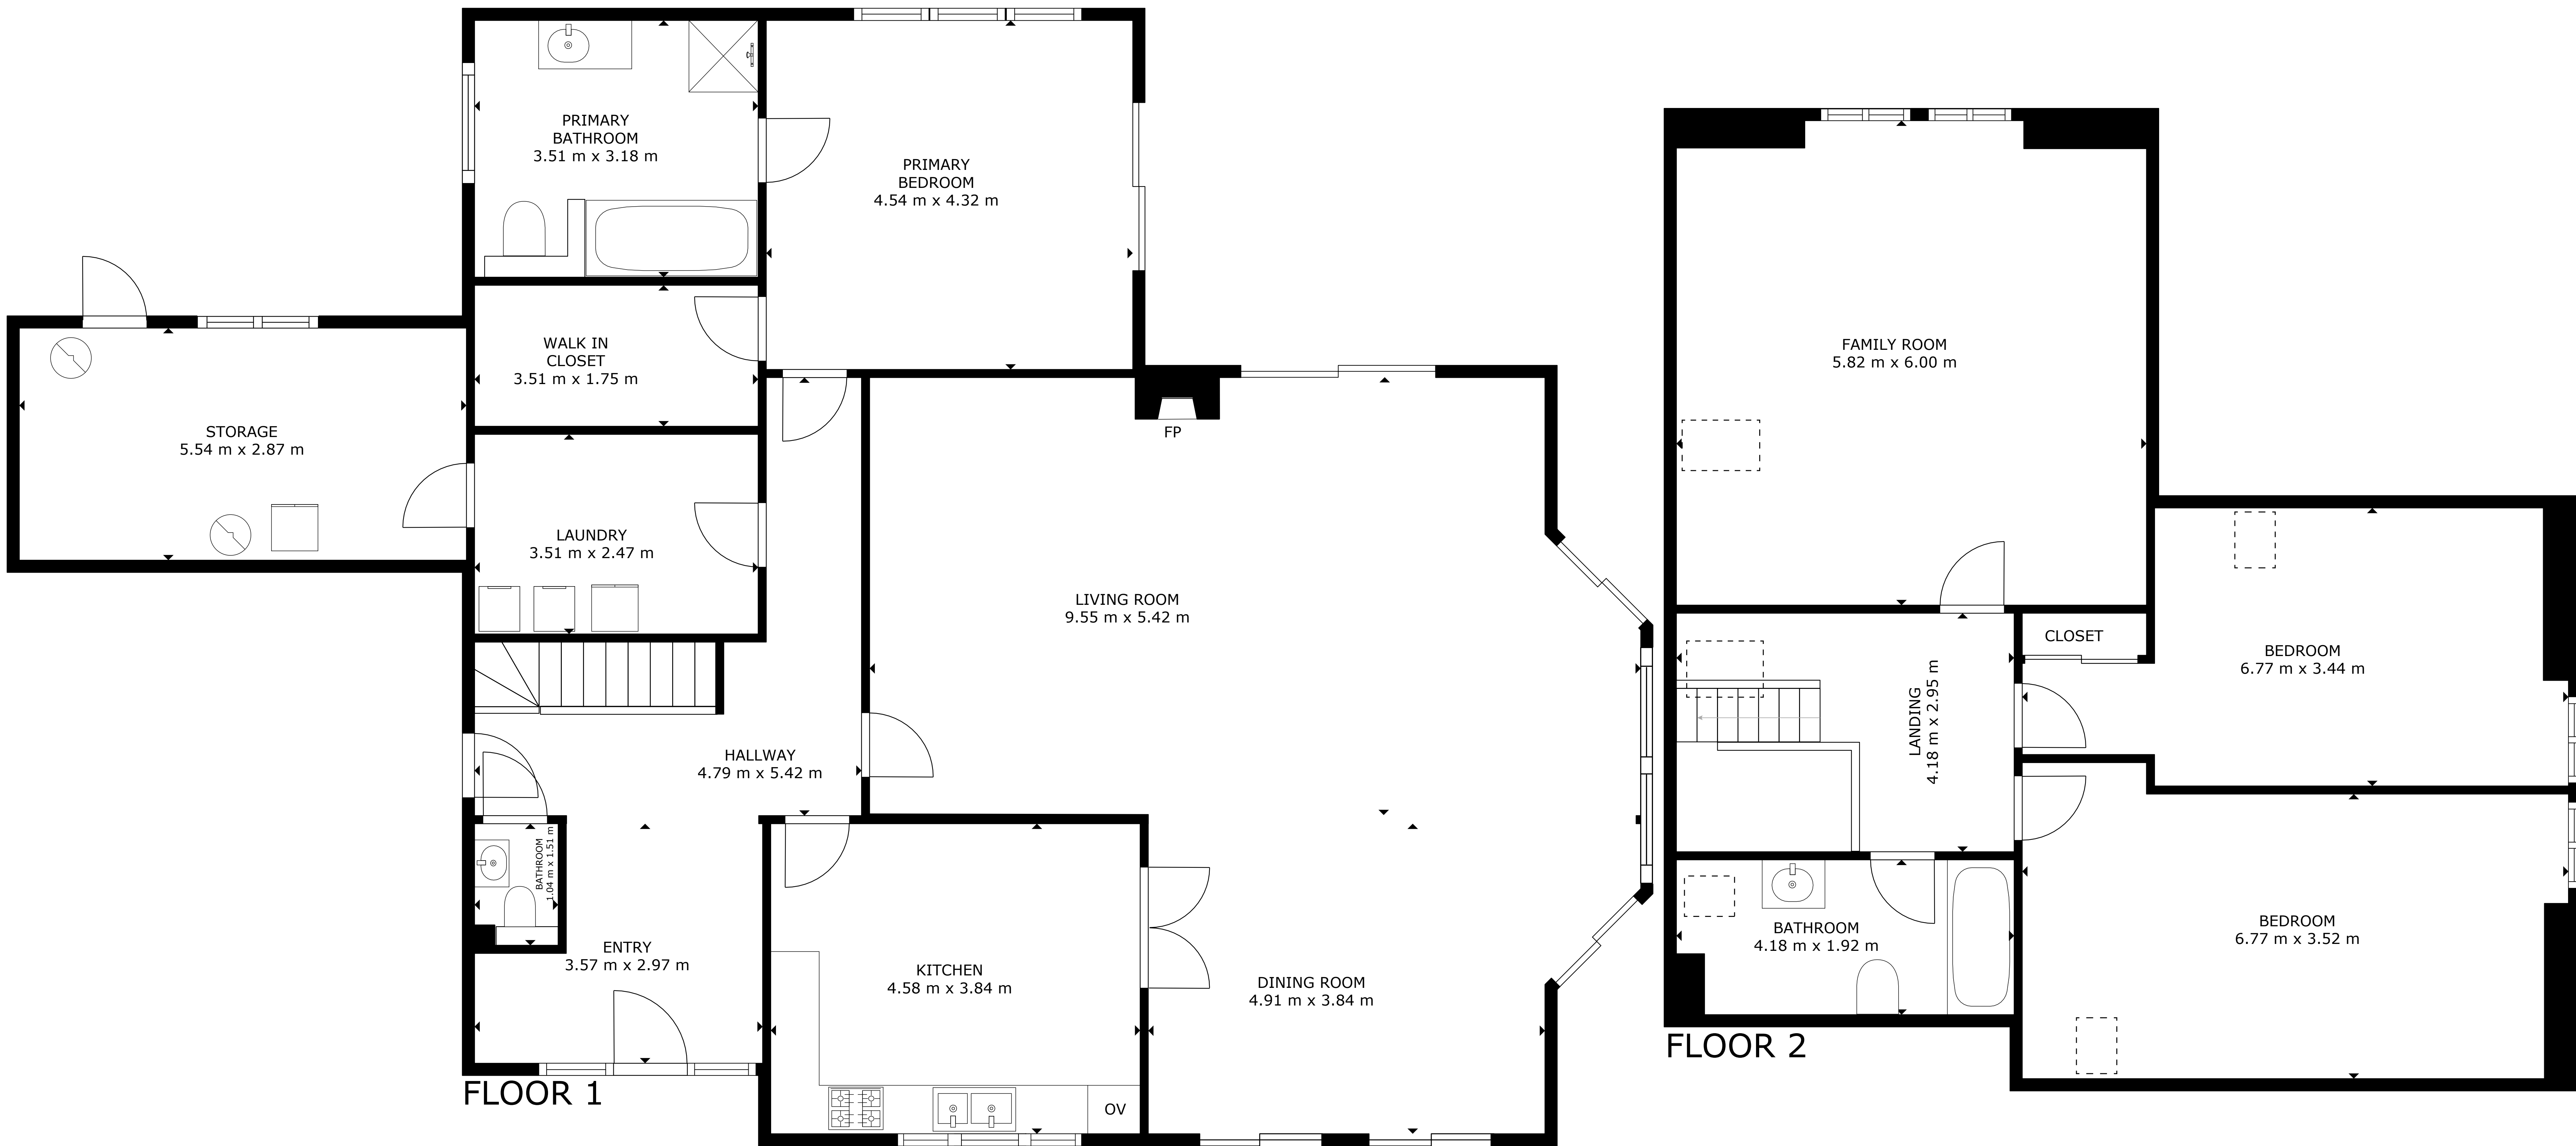 PRIMARY
BATHROOM
3.51 m x 3.18 m
PRIMARY
BEDROOM
4.54 m x 4.32 m
WALK IN
CLOSET
3.51 m x 1.75 m
STORAGE
5.54 m x 2.87 m
LAUNDRY
3.51 m x 2.47 m
FP
LIVING ROOM
9.55 m x 5.42 m
HALLWAY
4.79 m x 5.42 m
BATHROOM
1.04 m x 1.51 m
ENTRY
3.57 m x 2.97 m
KITCHEN
4.58 m x 3.84 m
DINING ROOM
4.91 m x 3.84 m
OV
FLOOR 1
FAMILY ROOM
5.82 m x 6.00 m
CLOSET
BEDROOM
6.77 m x 3.44 m
LANDING
4.18 m x 2.95 m
BATHROOM
4.18 m x 1.92 m
BEDROOM
6.77 m x 3.52 m
FLOOR 2